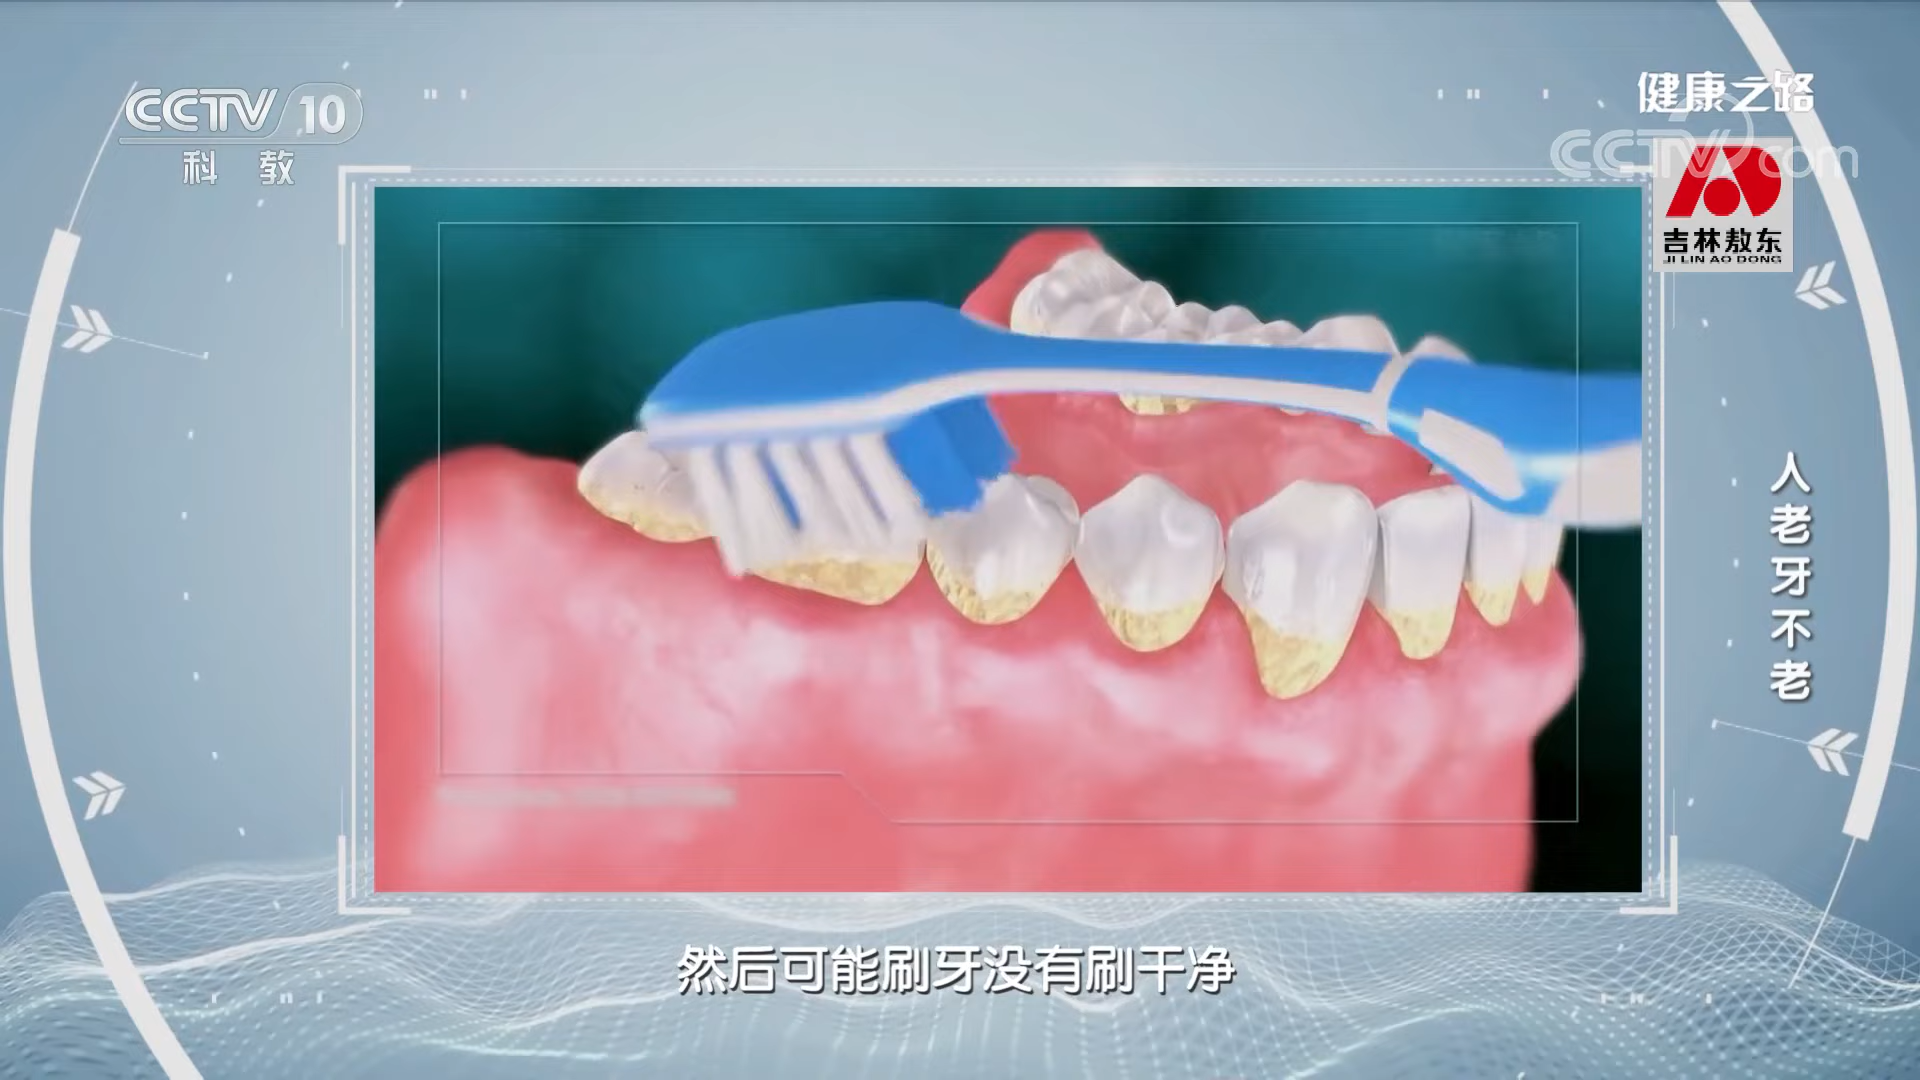 CCTV 10
科 教
健康之路
CCTV.com
吉林敖东
JI LIN AO DONG
人老牙不老
然后可能刷牙没有刷干净